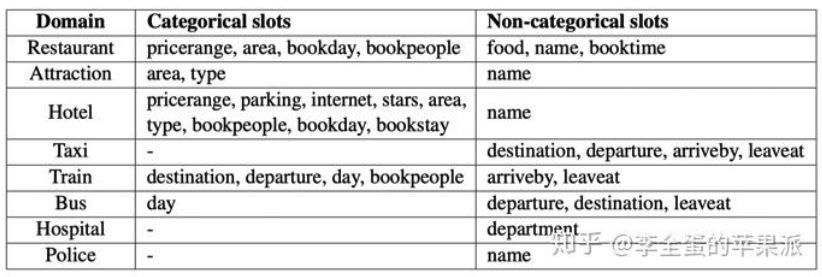 Domain Categorical slots Non-categorical slots
Restaurant pricerange, area, bookday, bookpeople food, name, booktime
Attraction area, type name
Hotel pricerange, parking, internet, stars, area, name
type, bookpeople, bookday, bookstay
Taxi - destination, departure, arriveby, leaveat
Train destination, departure, day, bookpeople arriveby, leaveat
Bus day departure, destination, leaveat
Hospital - department
Police - name
知乎 @李全蛋的苹果派